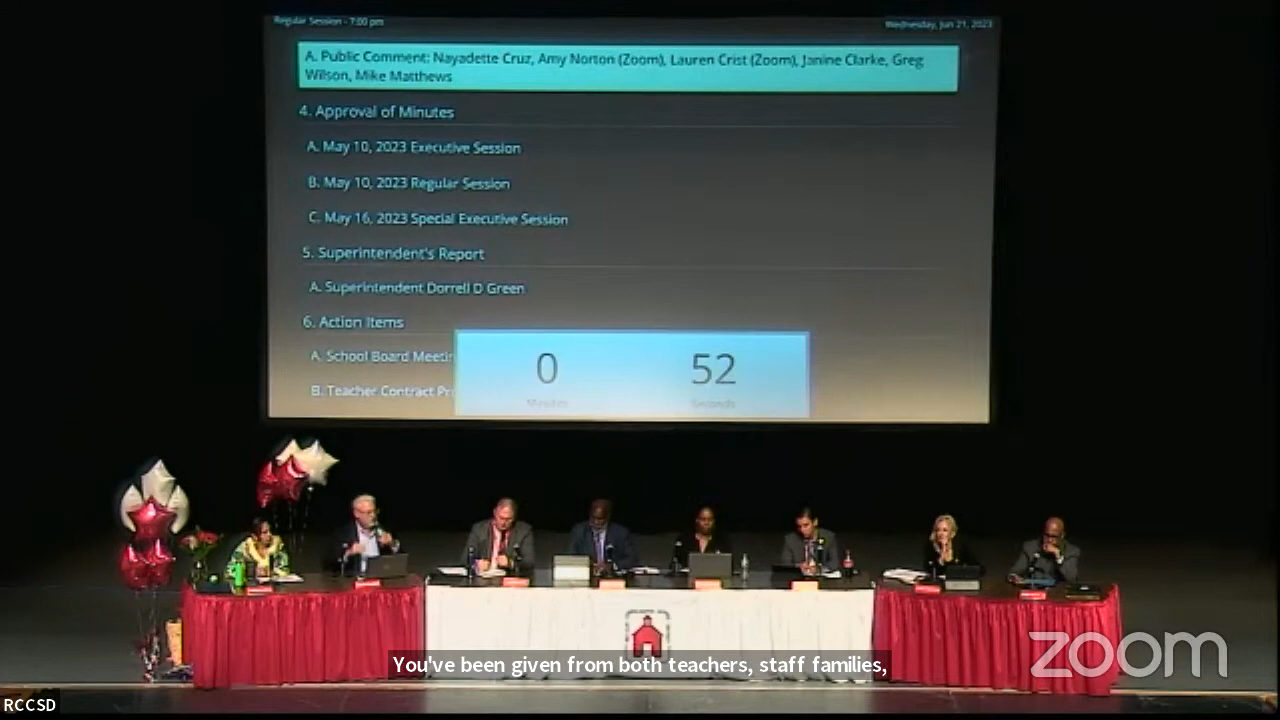 Regular Session - 7:00 pm
Wednesday, Jun 21, 2023
A. Public Comment: Nayadette Cruz, Amy Norton (Zoom), Lauren Crist (Zoom), Janine Clarke, Greg
Wilson, Mike Matthews
4. Approval of Minutes
A. May 10, 2023 Executive Session
B. May 10, 2023 Regular Session
C. May 16, 2023 Special Executive Session
5. Superintendent's Report
A. Superintendent Dorrell D Green
6. Action Items
A. School Board Meetin
B. Teacher Contract Pr
0 52
Minutes Seconds
You've been given from both teachers, staff families,
zoom
RCCSD